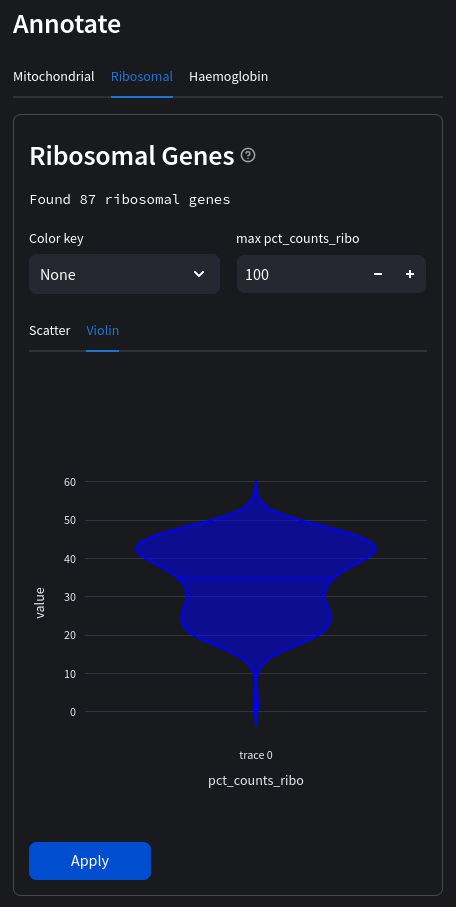 Annotate
Mitochondrial Ribosomal Haemoglobin
Ribosomal Genes
Found 87 ribosomal genes
Color key max pct_counts_ribo
None 100
Scatter Violin
60
50
40
30
20
10
0
value
trace 0
pct_counts_ribo
Apply